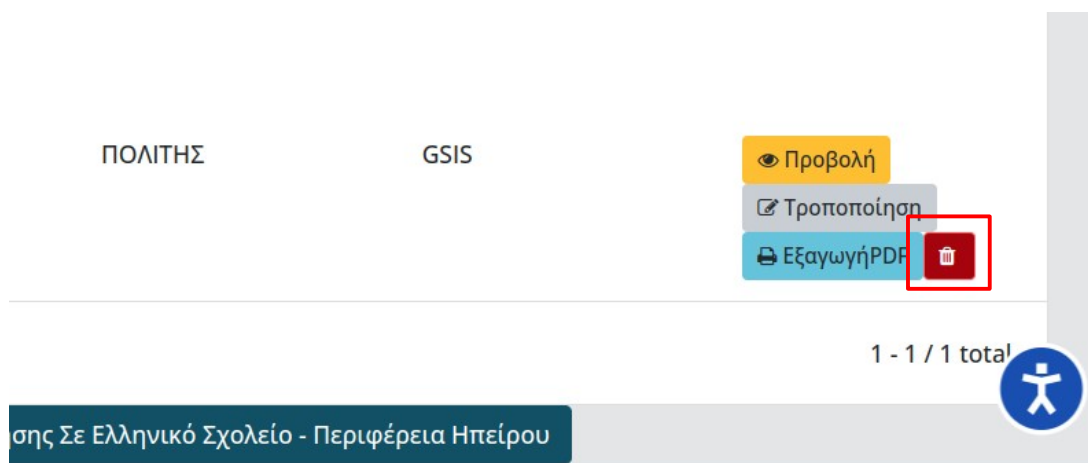 ΠΟΛΙΤΗΣ GSIS Προβολή
Τροποποίηση
ΕξαγωγήPDF
1 - 1 / 1 total
σης Σε Ελληνικό Σχολείο - Περιφέρεια Ηπείρου